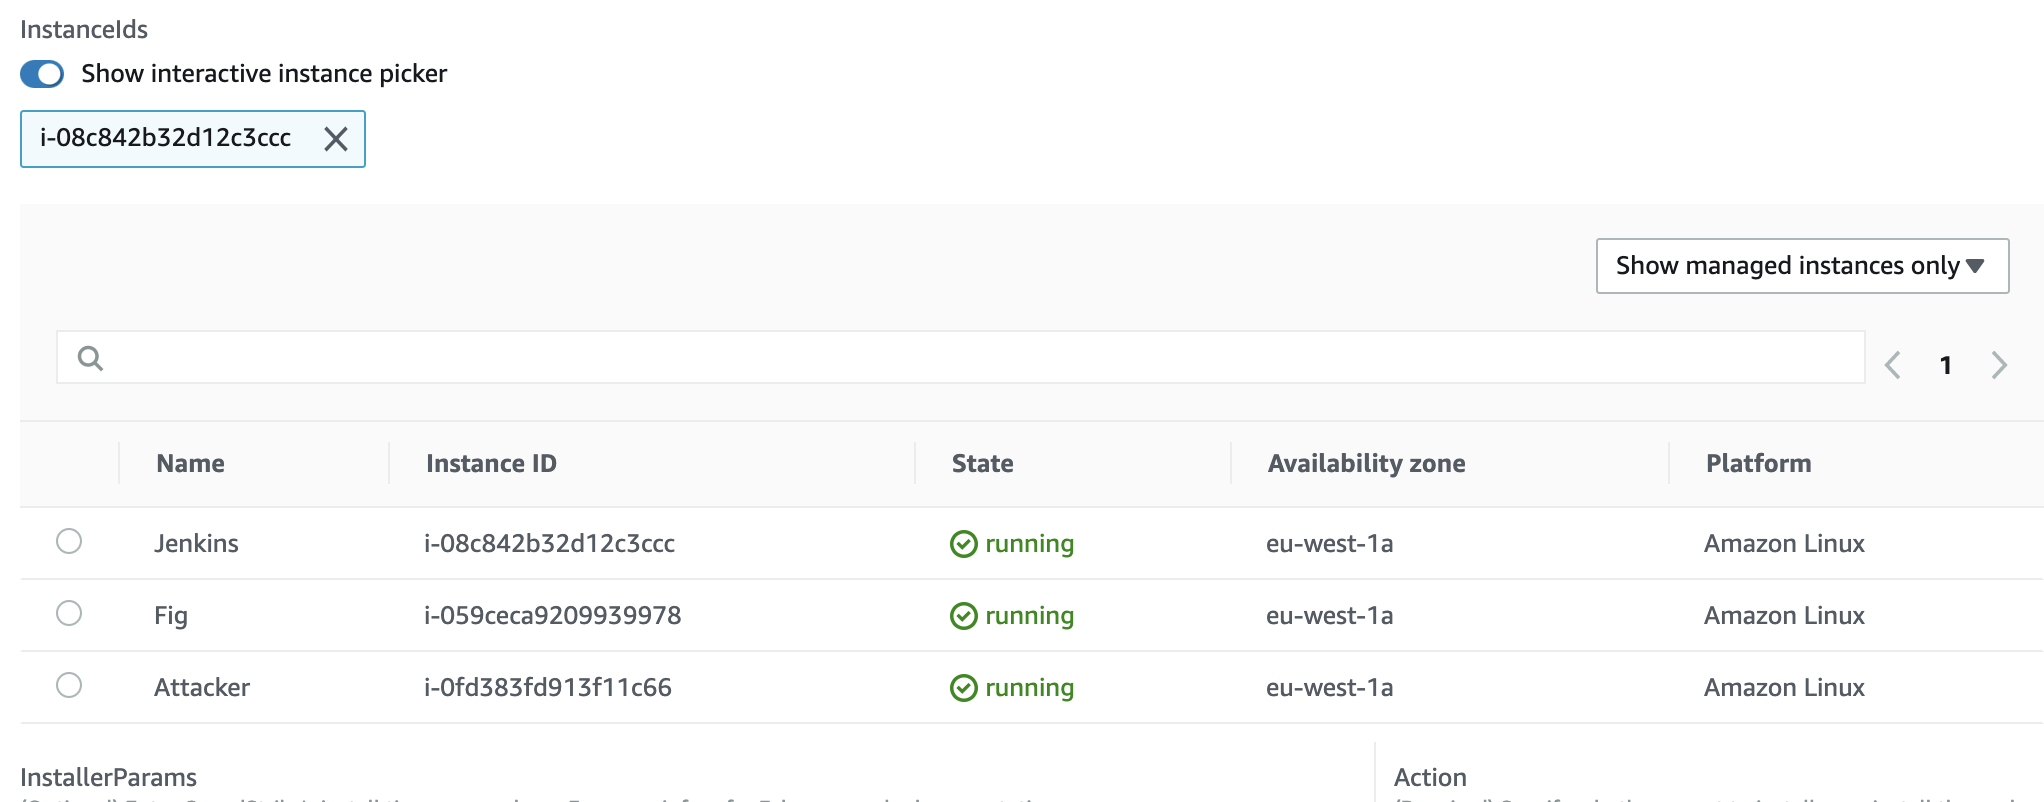 InstanceIds
Show interactive instance picker
i-08c842b32d12c3ccc
Show managed instances only
1
Name Instance ID State Availability zone Platform
Jenkins i-08c842b32d12c3ccc running eu-west-1a Amazon Linux
Fig i-059ceca9209939978 running eu-west-1a Amazon Linux
Attacker i-0fd383fd913f11c66 running eu-west-1a Amazon Linux
InstallerParams Action